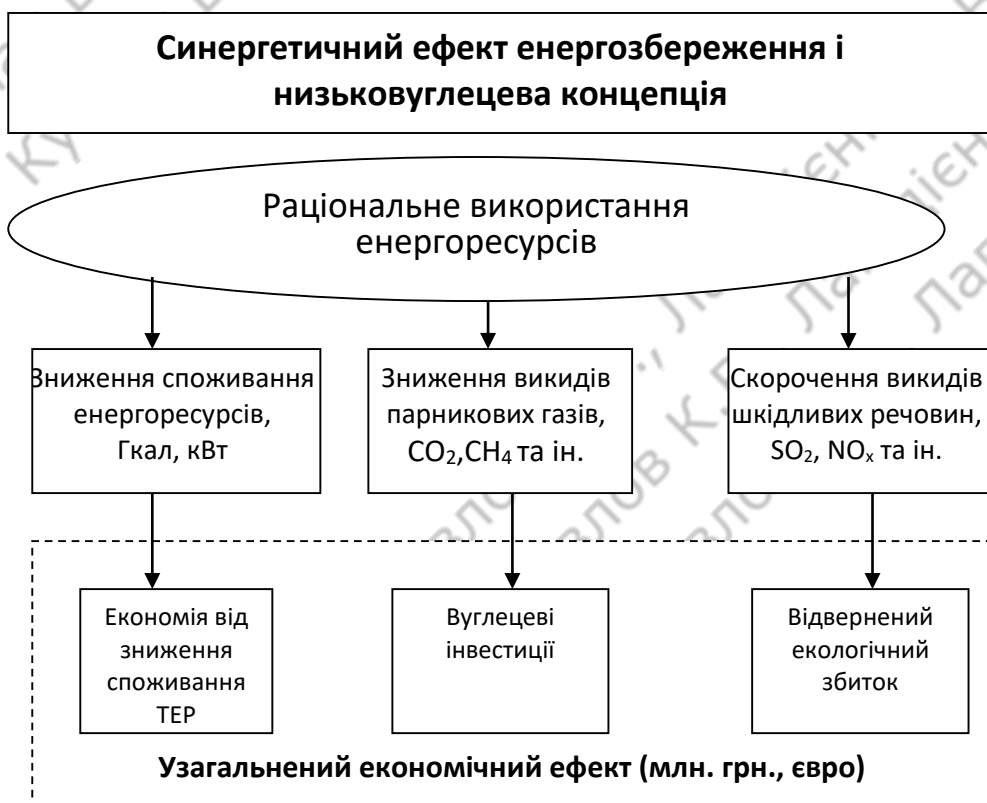 Синергетичний ефект енергозбереження і
низьковуглецева концепція
Раціональне використання
енергоресурсів
Зниження споживання
енергоресурсів,
Гкал, кВт
Зниження викидів
парникових газів,
CO₂,CH₄ та ін.
Скорочення викидів
шкідливих речовин,
SO₂, NOₓ та ін.
Економія від
зниження
споживання
ТЕР
Вуглецеві
інвестиції
Відвернений
екологічний
збиток
Узагальнений економічний ефект (млн. грн., євро)